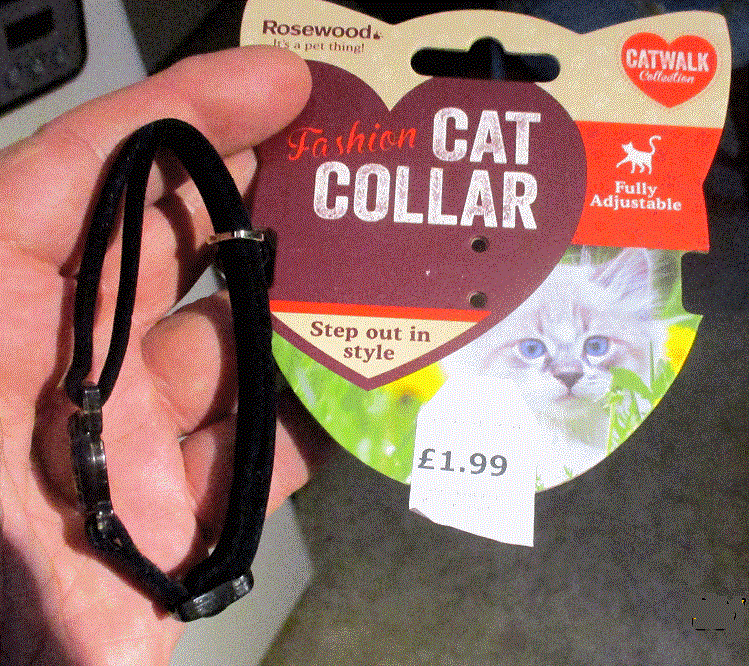 Rosewood
It's a pet thing!
CATWALK
Collection
Fashion CAT
COLLAR
Fully
Adjustable
Step out in
style
£1.99